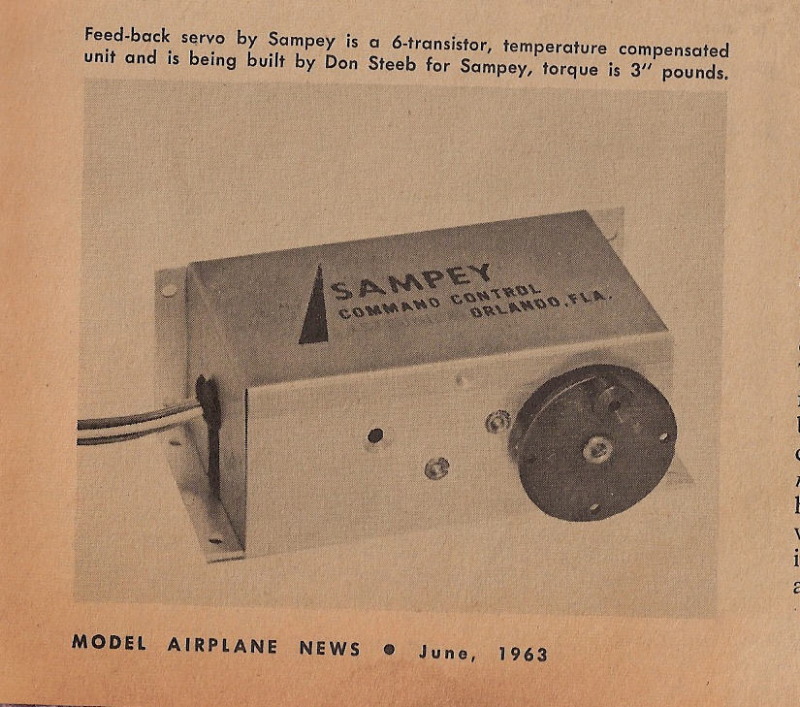 Feed-back servo by Sampey is a 6-transistor, temperature compensated
unit and is being built by Don Steeb for Sampey, torque is 3" pounds.
SAMPEY
COMMAND CONTROL
ORLANDO, FLA.
MODEL AIRPLANE NEWS ● June, 1963